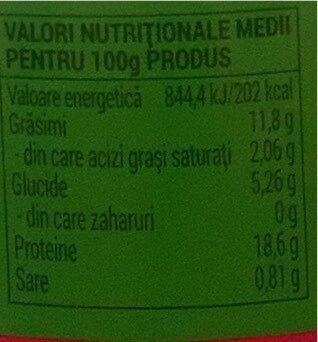 VALORI NUTRIȚIONALE MEDII
PENTRU 100g PRODUS
Valoare energetică 844,4 kJ/202 kcal
Grăsimi 11,8 g
- din care acizi grași saturați 2,06 g
Glucide 5,26 g
- din care zaharuri 0 g
Proteine 18,6 g
Sare 0,81 g